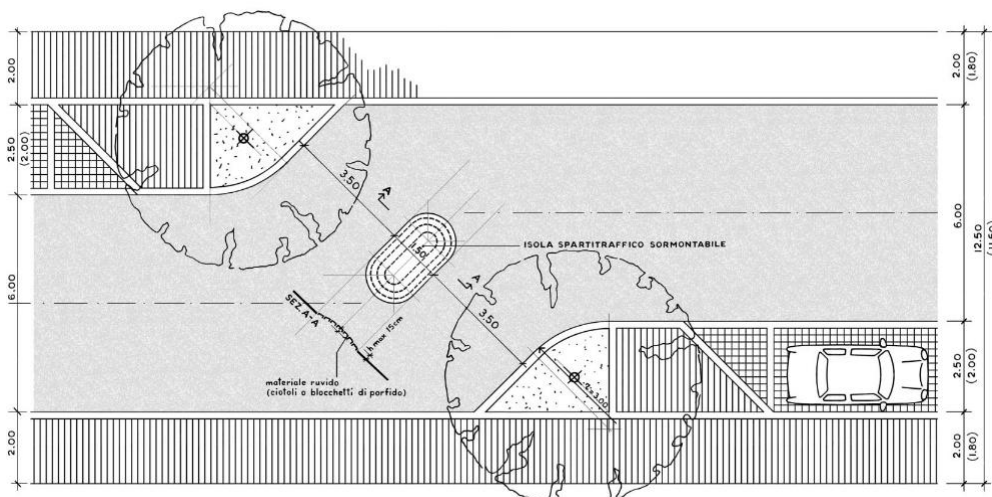 2.00
2.50
(2.00)
6.00
2.00
3.50
A
1.50
ISOLA SPARTITRAFFICO SORMONTABILE
A
3.50
SEZ. A-A
h max 15cm
materiale ruvido
(ciotoli o blocchetti di porfido)
2.00
(1.80)
6.00
12.50
2.50
(2.00)
2.00
(1.80)